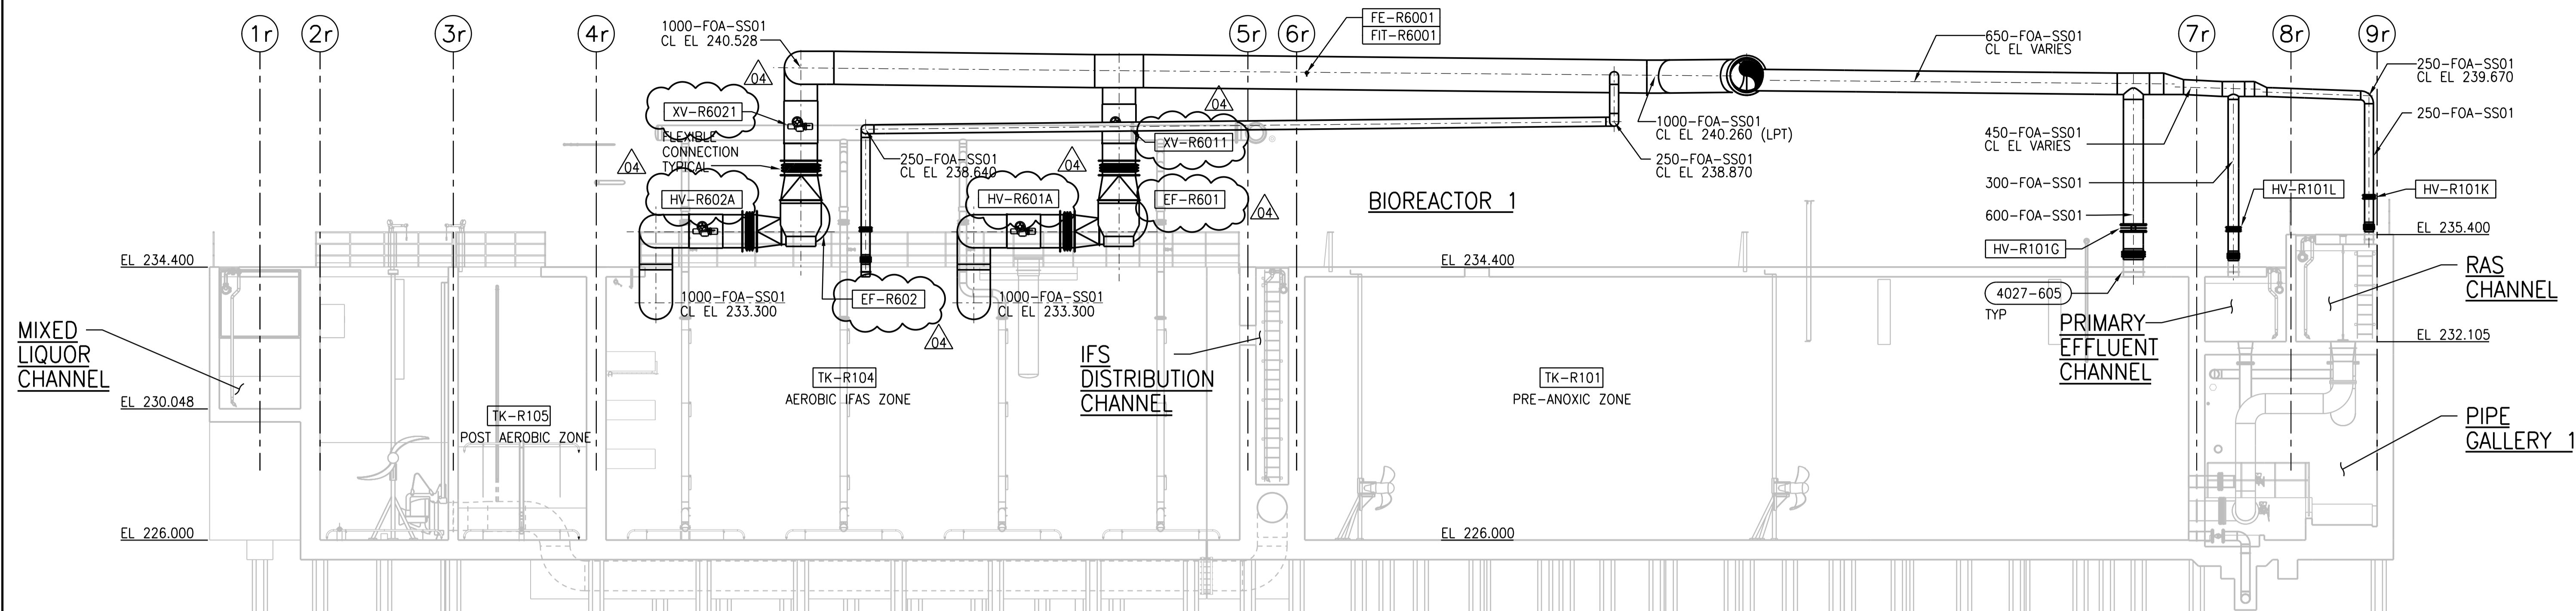 1r
2r
3r
4r
5r
6r
7r
8r
9r
1000-FOA-SS01
CL EL 240.528
FE-R6001
FIT-R6001
650-FOA-SS01
CL EL VARIES
250-FOA-SS01
CL EL 239.670
04
XV-R6021
04
XV-R6011
1000-FOA-SS01
CL EL 240.260 (LPT)
450-FOA-SS01
CL EL VARIES
250-FOA-SS01
FLEXIBLE
CONNECTION
TYPICAL
04
250-FOA-SS01
CL EL 238.640
04
250-FOA-SS01
CL EL 238.870
300-FOA-SS01
HV-R101L
HV-R101K
HV-R602A
HV-R601A
EF-R601
04
BIOREACTOR 1
600-FOA-SS01
HV-R101G
EL 235.400
EL 234.400
EL 234.400
RAS
CHANNEL
1000-FOA-SS01
CL EL 233.300
EF-R602
04
1000-FOA-SS01
CL EL 233.300
4027-605
TYP
MIXED
LIQUOR
CHANNEL
PRIMARY
EFFLUENT
CHANNEL
EL 232.105
IFS
DISTRIBUTION
CHANNEL
TK-R104
AEROBIC IFAS ZONE
TK-R101
PRE-ANOXIC ZONE
EL 230.048
TK-R105
POST AEROBIC ZONE
PIPE
GALLERY 1
EL 226.000
EL 226.000